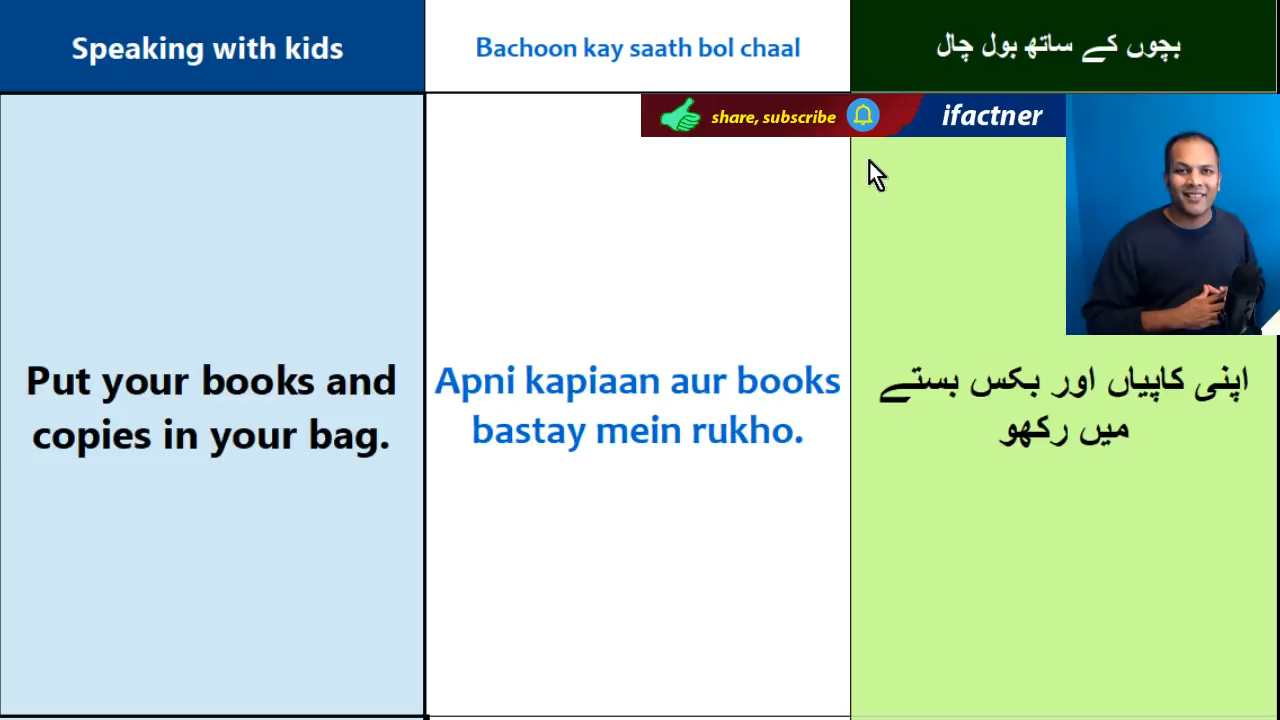 Speaking with kids
Bachoon kay saath bol chaal
بچوں کے ساتھ بول چال
share, subscribe
ifactner
Put your books and
copies in your bag.
Apni kapiaan aur books
bastay mein rukho.
اپنی کاپیاں اور بکس بستے
میں رکھو